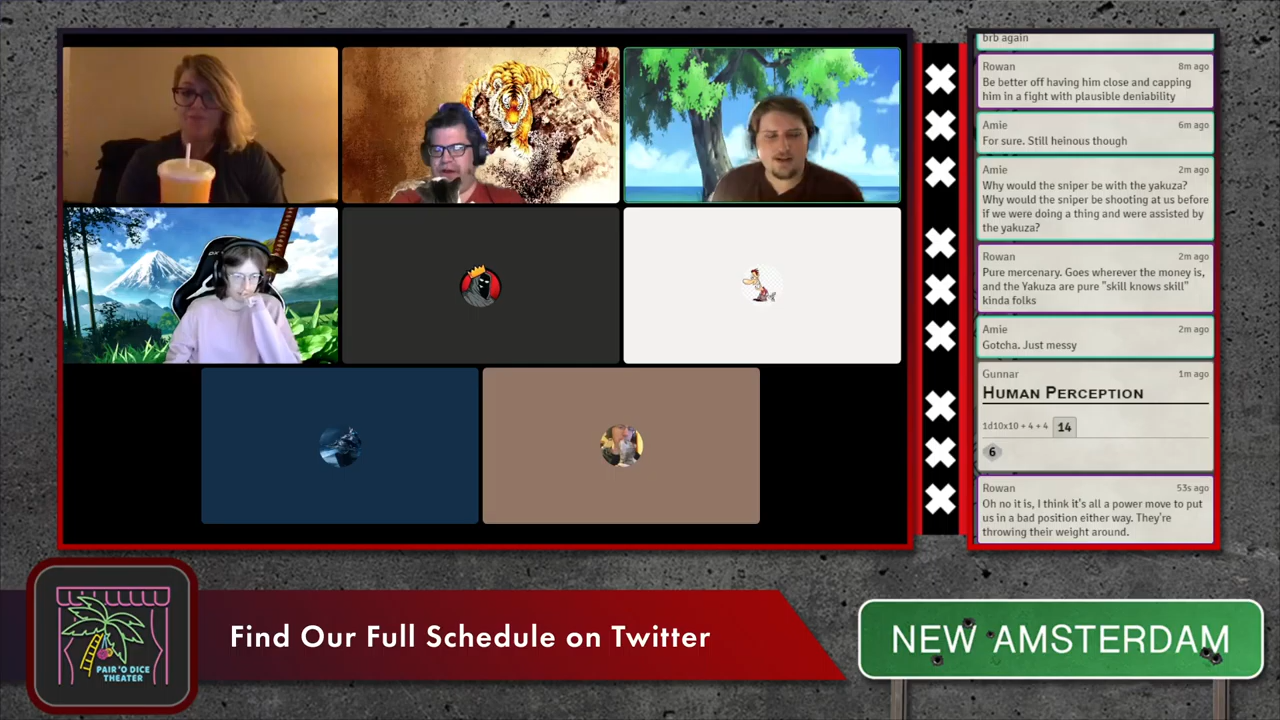 brb again
Rowan 8m ago
Be better off having him close and capping
him in a fight with plausible deniability
Amie 6m ago
For sure. Still heinous though
Amie 2m ago
Why would the sniper be with the yakuza?
Why would the sniper be shooting at us before
if we were doing a thing and were assisted by
the yakuza?
Rowan 2m ago
Pure mercenary. Goes wherever the money is,
and the Yakuza are pure "skill knows skill"
kinda folks
Amie 2m ago
Gotcha. Just messy
Gunnar 1m ago
HUMAN PERCEPTION
1d10x10 + 4 + 4 14
6
Rowan 53s ago
Oh no it is, I think it's all a power move to put
us in a bad position either way. They're
throwing their weight around.
PAIR'O DICE
THEATER
Find Our Full Schedule on Twitter
NEW AMSTERDAM